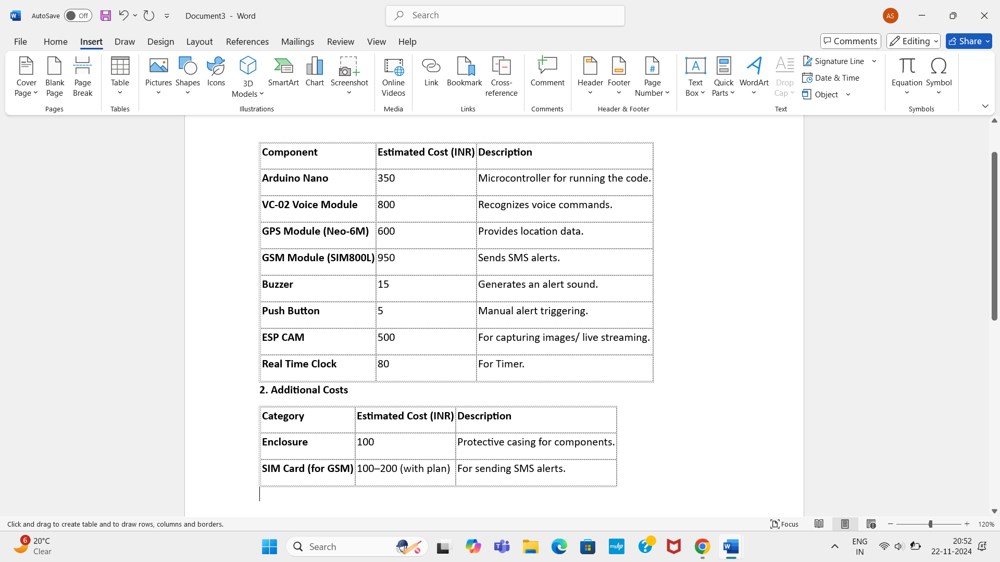 AutoSave Off Document3 - Word Search AS
File Home Insert Draw Design Layout References Mailings Review View Help Comments Editing Share
Cover Page Blank Page Page Break Table Pictures Shapes Icons 3D Models SmartArt Chart Screenshot Online Videos Link Bookmark Cross-reference Comment Header Footer Page Number Text Box Quick Parts WordArt Drop Cap Signature Line Date & Time Object Equation Symbol
Pages Tables Illustrations Media Links Comments Header & Footer Text Symbols
Component Estimated Cost (INR) Description
Arduino Nano 350 Microcontroller for running the code.
VC-02 Voice Module 800 Recognizes voice commands.
GPS Module (Neo-6M) 600 Provides location data.
GSM Module (SIM800L) 950 Sends SMS alerts.
Buzzer 15 Generates an alert sound.
Push Button 5 Manual alert triggering.
ESP CAM 500 For capturing images/ live streaming.
Real Time Clock 80 For Timer.
2. Additional Costs
Category Estimated Cost (INR) Description
Enclosure 100 Protective casing for components.
SIM Card (for GSM) 100–200 (with plan) For sending SMS alerts.
Click and drag to create table and to draw rows, columns and borders. Focus 120%
6 20°C Search myhp ENG 20:52
Clear IN 22-11-2024